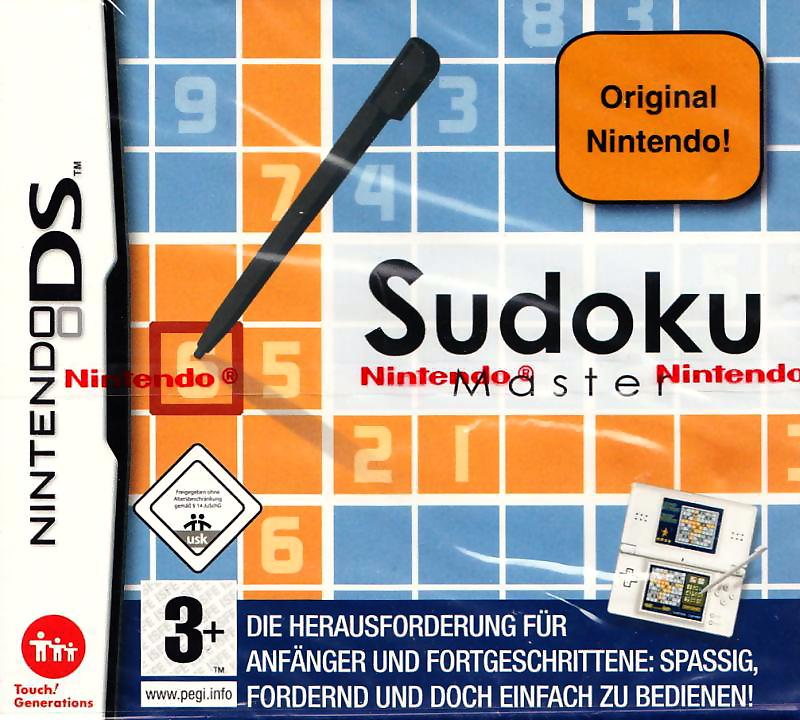 8
3
9
3
7
4
Original
Nintendo!
NINTENDO DS™
Sudoku
Master
Nintendo®
Nintendo®
Nintendo
5
2 1
6
Freigegeben ohne
Altersbeschränkung
gemäß § 14 JuSchG
usk
3+
™
www.pegi.info
DIE HERAUSFORDERUNG FÜR
ANFÄNGER UND FORTGESCHRITTENE: SPASSIG,
FORDERND UND DOCH EINFACH ZU BEDIENEN!
Touch!
Generations